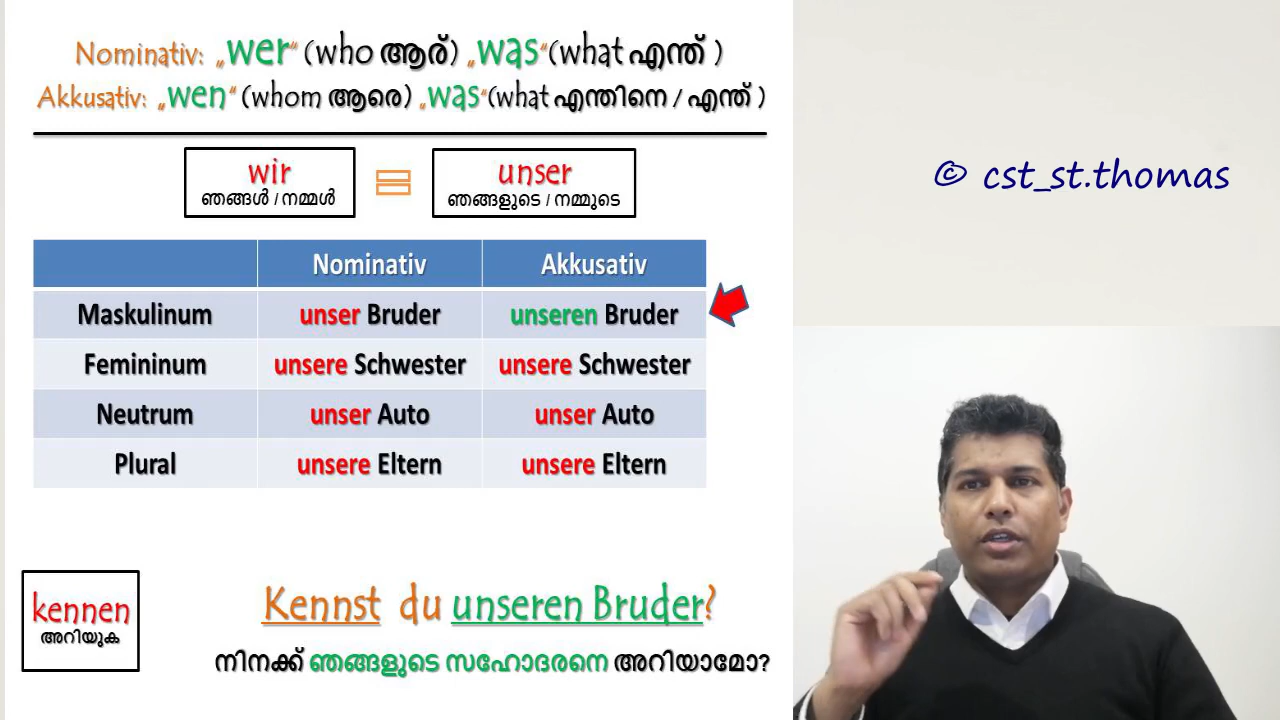 Nominativ: „wer“ (who ആര്) „was“(what എന്ത് )
Akkusativ: „wen“ (whom ആരെ) „was“(what എന്തിനെ / എന്ത് )
wir
ഞങ്ങൾ / നമ്മൾ
=
unser
ഞങ്ങളുടെ / നമ്മുടെ
Nominativ Akkusativ
Maskulinum unser Bruder unseren Bruder
Femininum unsere Schwester unsere Schwester
Neutrum unser Auto unser Auto
Plural unsere Eltern unsere Eltern
kennen
അറിയുക
Kennst du unseren Bruder?
നിനക്ക് ഞങ്ങളുടെ സഹോദരനെ അറിയാമോ?
© cst_st.thomas